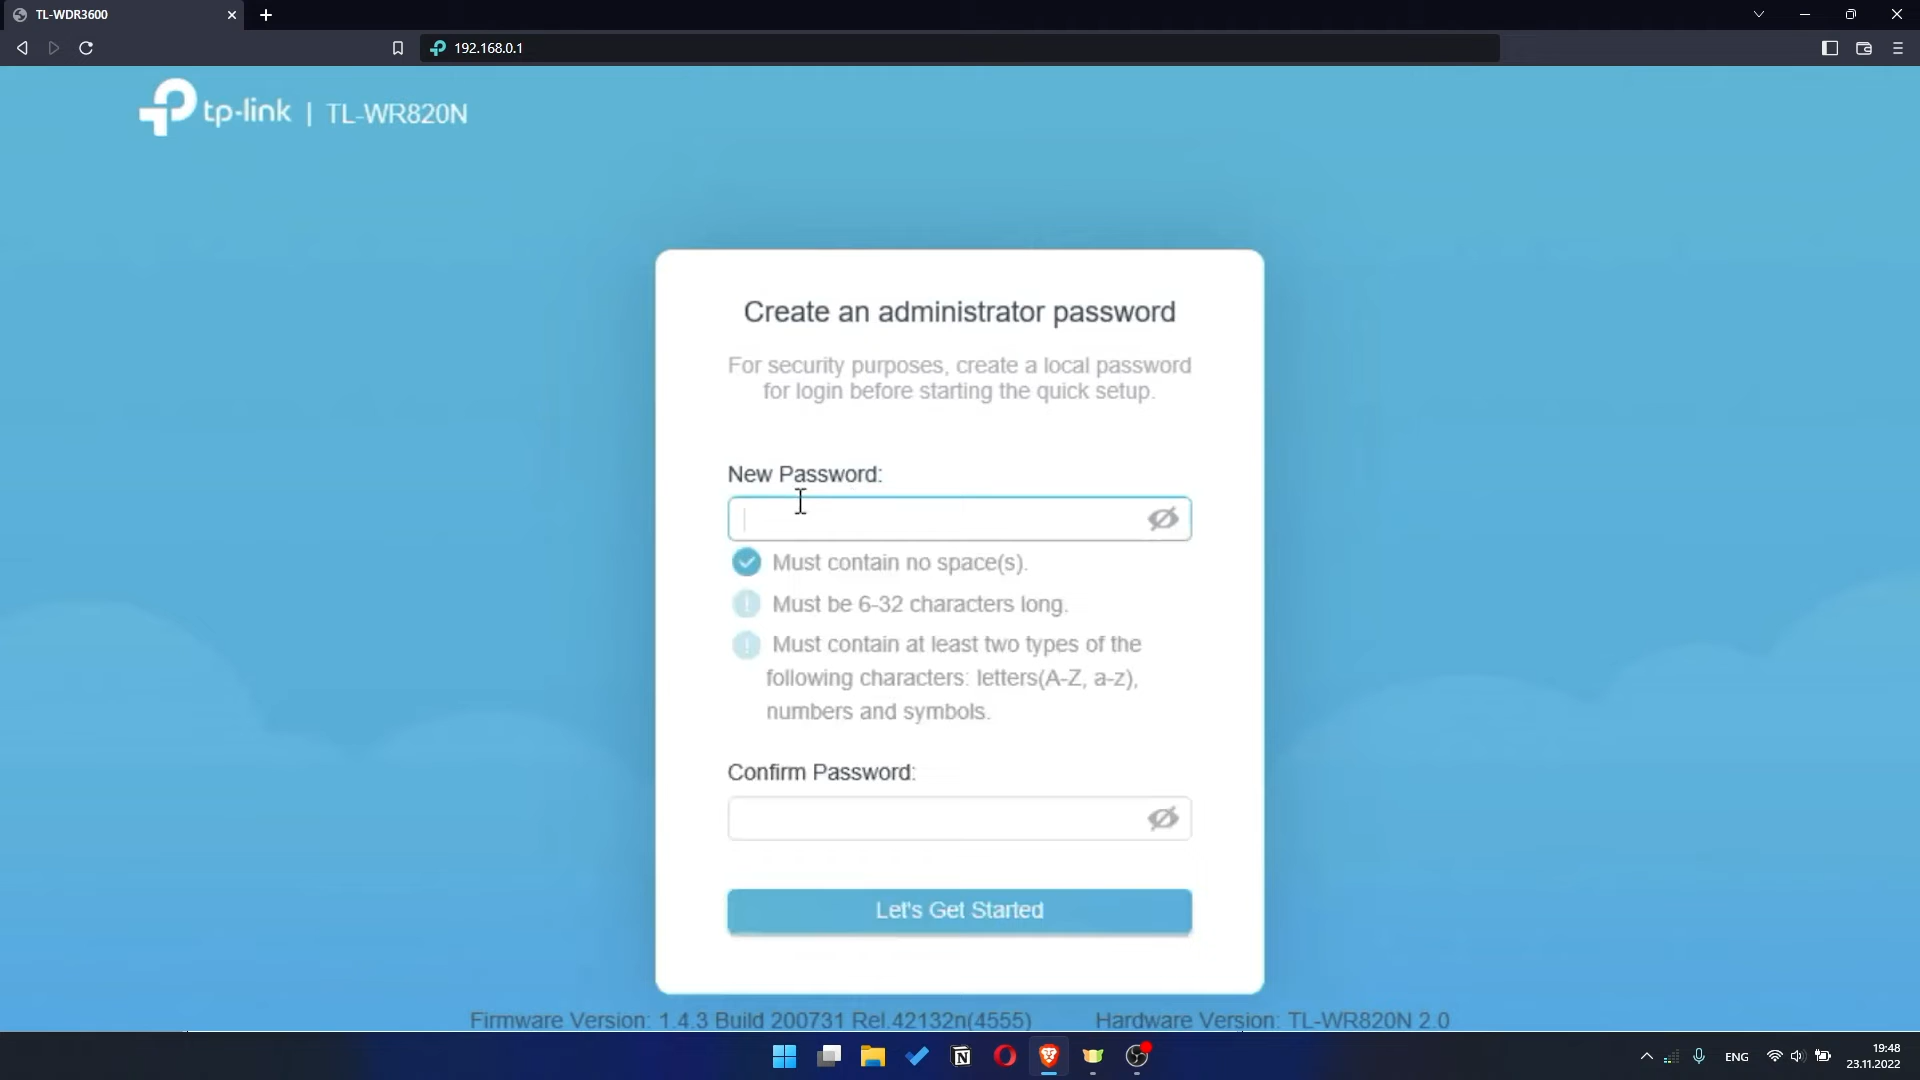 TL-WDR3600
192.168.0.1
tp-link | TL-WR820N
Create an administrator password
For security purposes, create a local password
for login before starting the quick setup.
New Password:
Must contain no space(s).
Must be 6-32 characters long.
Must contain at least two types of the
following characters: letters(A-Z, a-z),
numbers and symbols.
Confirm Password:
Let's Get Started
Firmware Version: 1.4.3 Build 200731 Rel.42132n(4555) Hardware Version: TL-WR820N 2.0
ENG
19:48
23.11.2022